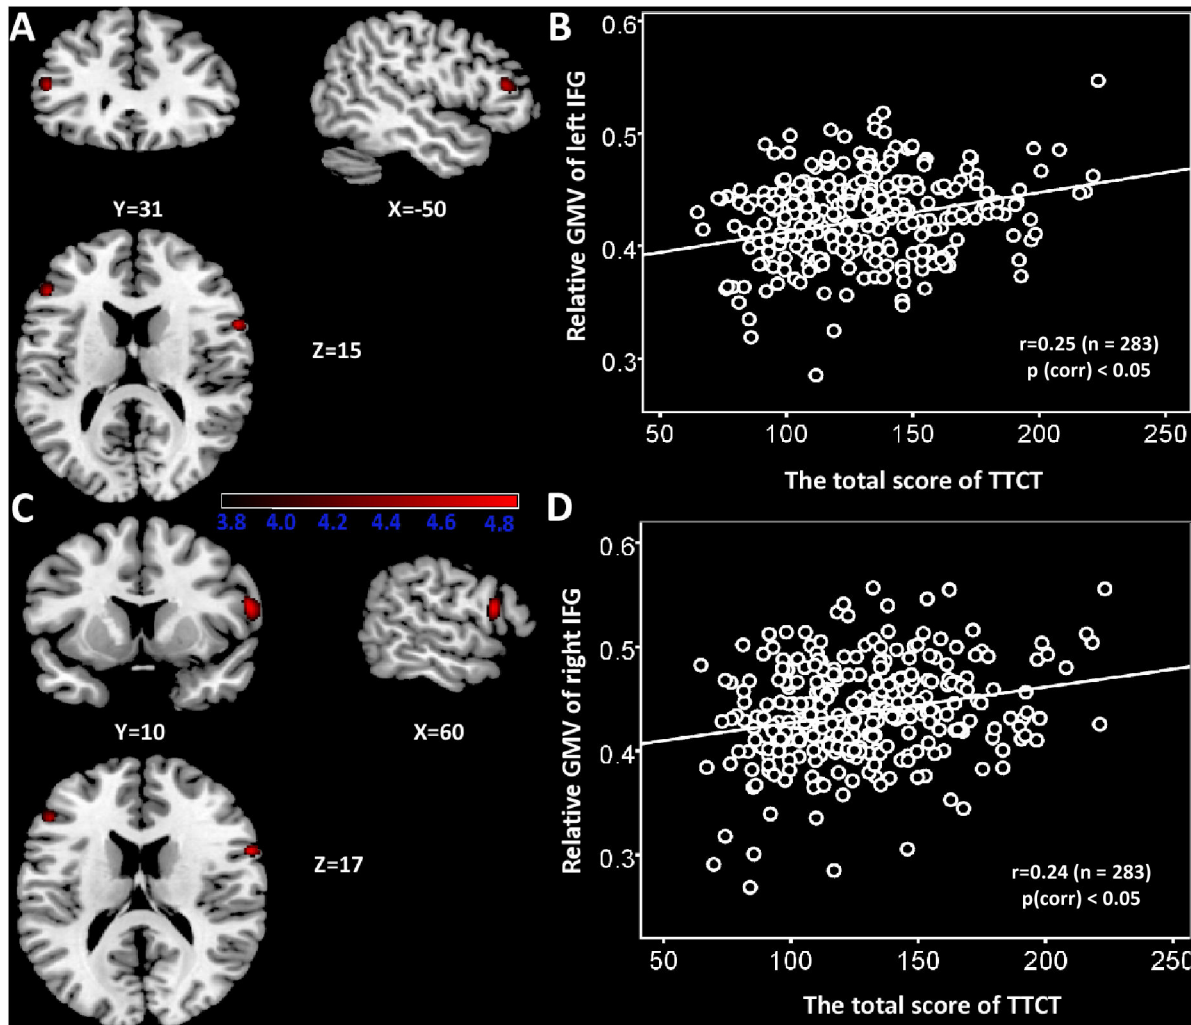 A
Y=31
X=-50
Z=15
B
0.6
0.5
0.4
0.3
Relative GMV of left IFG
r=0.25 (n = 283)
p (corr) < 0.05
50 100 150 200 250
The total score of TTCT
C
3.8 4.0 4.2 4.4 4.6 4.8
Y=10
X=60
Z=17
D
0.6
0.5
0.4
0.3
Relative GMV of right IFG
r=0.24 (n = 283)
p(corr) < 0.05
50 100 150 200
The total score of TTCT